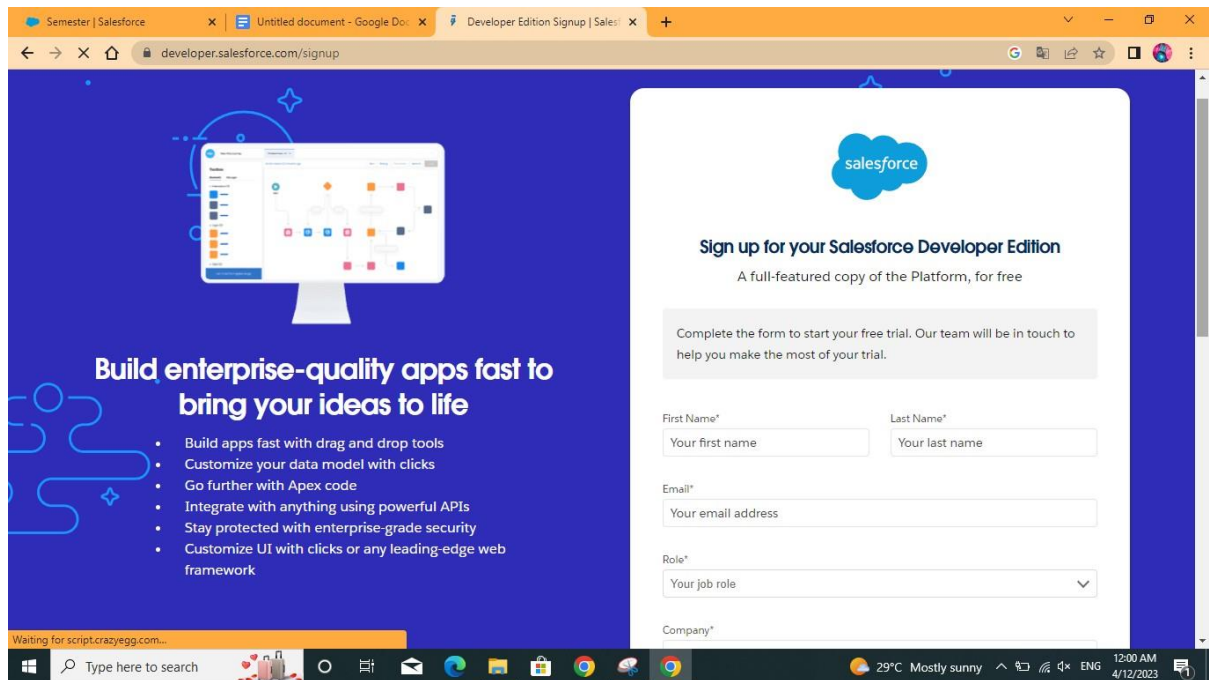 Semester | Salesforce
Untitled document - Google Doc
Developer Edition Signup | Salesf
developer.salesforce.com/signup
salesforce
Sign up for your Salesforce Developer Edition
A full-featured copy of the Platform, for free
Complete the form to start your free trial. Our team will be in touch to
help you make the most of your trial.
Build enterprise-quality apps fast to
bring your ideas to life
• Build apps fast with drag and drop tools
• Customize your data model with clicks
• Go further with Apex code
• Integrate with anything using powerful APIs
• Stay protected with enterprise-grade security
• Customize UI with clicks or any leading-edge web
framework
First Name*
Last Name*
Your first name
Your last name
Email*
Your email address
Role*
Your job role
Company*
Waiting for script.crazyegg.com...
Type here to search
29°C Mostly sunny
ENG
12:00 AM
4/12/2023
1